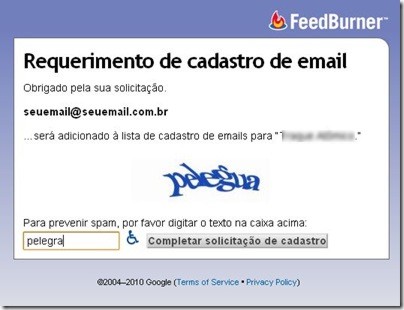 FeedBurner™
Requerimento de cadastro de email
Obrigado pela sua solicitação.
seuemail@seuemail.com.br
...será adicionado à lista de cadastro de emails para "
Para prevenir spam, por favor digitar o texto na caixa acima:
pelegra Completar solicitação de cadastro
©2004–2010 Google (Terms of Service • Privacy Policy)